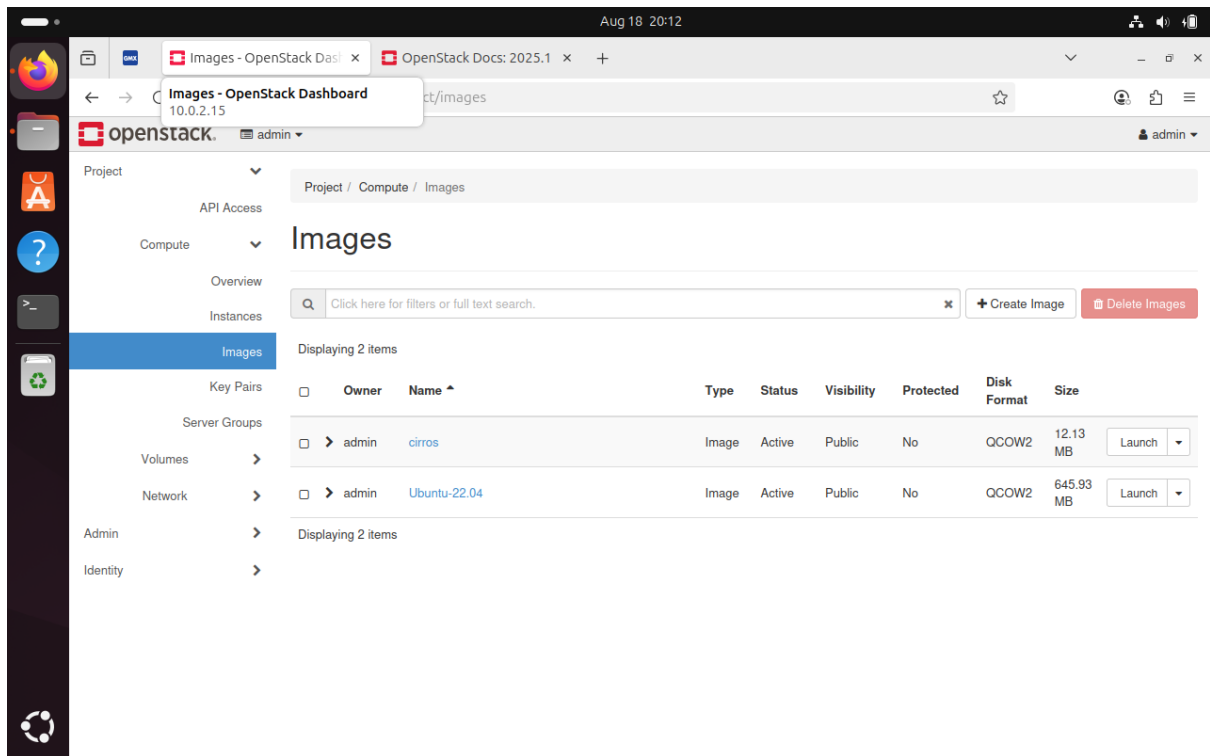 Aug 18 20:12
GMX
Images - OpenStack Das
OpenStack Docs: 2025.1
Images - OpenStack Dashboard
10.0.2.15
ct/images
openstack.
admin
admin
Project
API Access
Compute
Overview
Instances
Images
Key Pairs
Server Groups
Volumes
Network
Admin
Identity
Project / Compute / Images
Images
Click here for filters or full text search.
Create Image
Delete Images
Displaying 2 items
Owner Name Type Status Visibility Protected Disk Format Size
admin cirros Image Active Public No QCOW2 12.13 MB Launch
admin Ubuntu-22.04 Image Active Public No QCOW2 645.93 MB Launch
Displaying 2 items